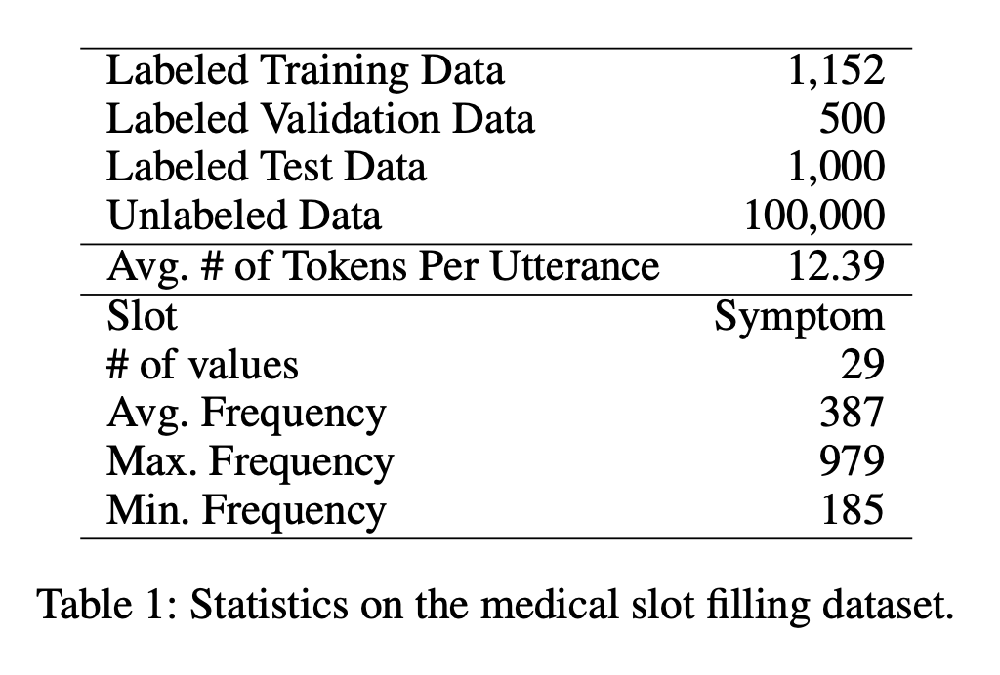 Labeled Training Data 1,152
Labeled Validation Data 500
Labeled Test Data 1,000
Unlabeled Data 100,000
Avg. # of Tokens Per Utterance 12.39
Slot Symptom
# of values 29
Avg. Frequency 387
Max. Frequency 979
Min. Frequency 185
Table 1: Statistics on the medical slot filling dataset.